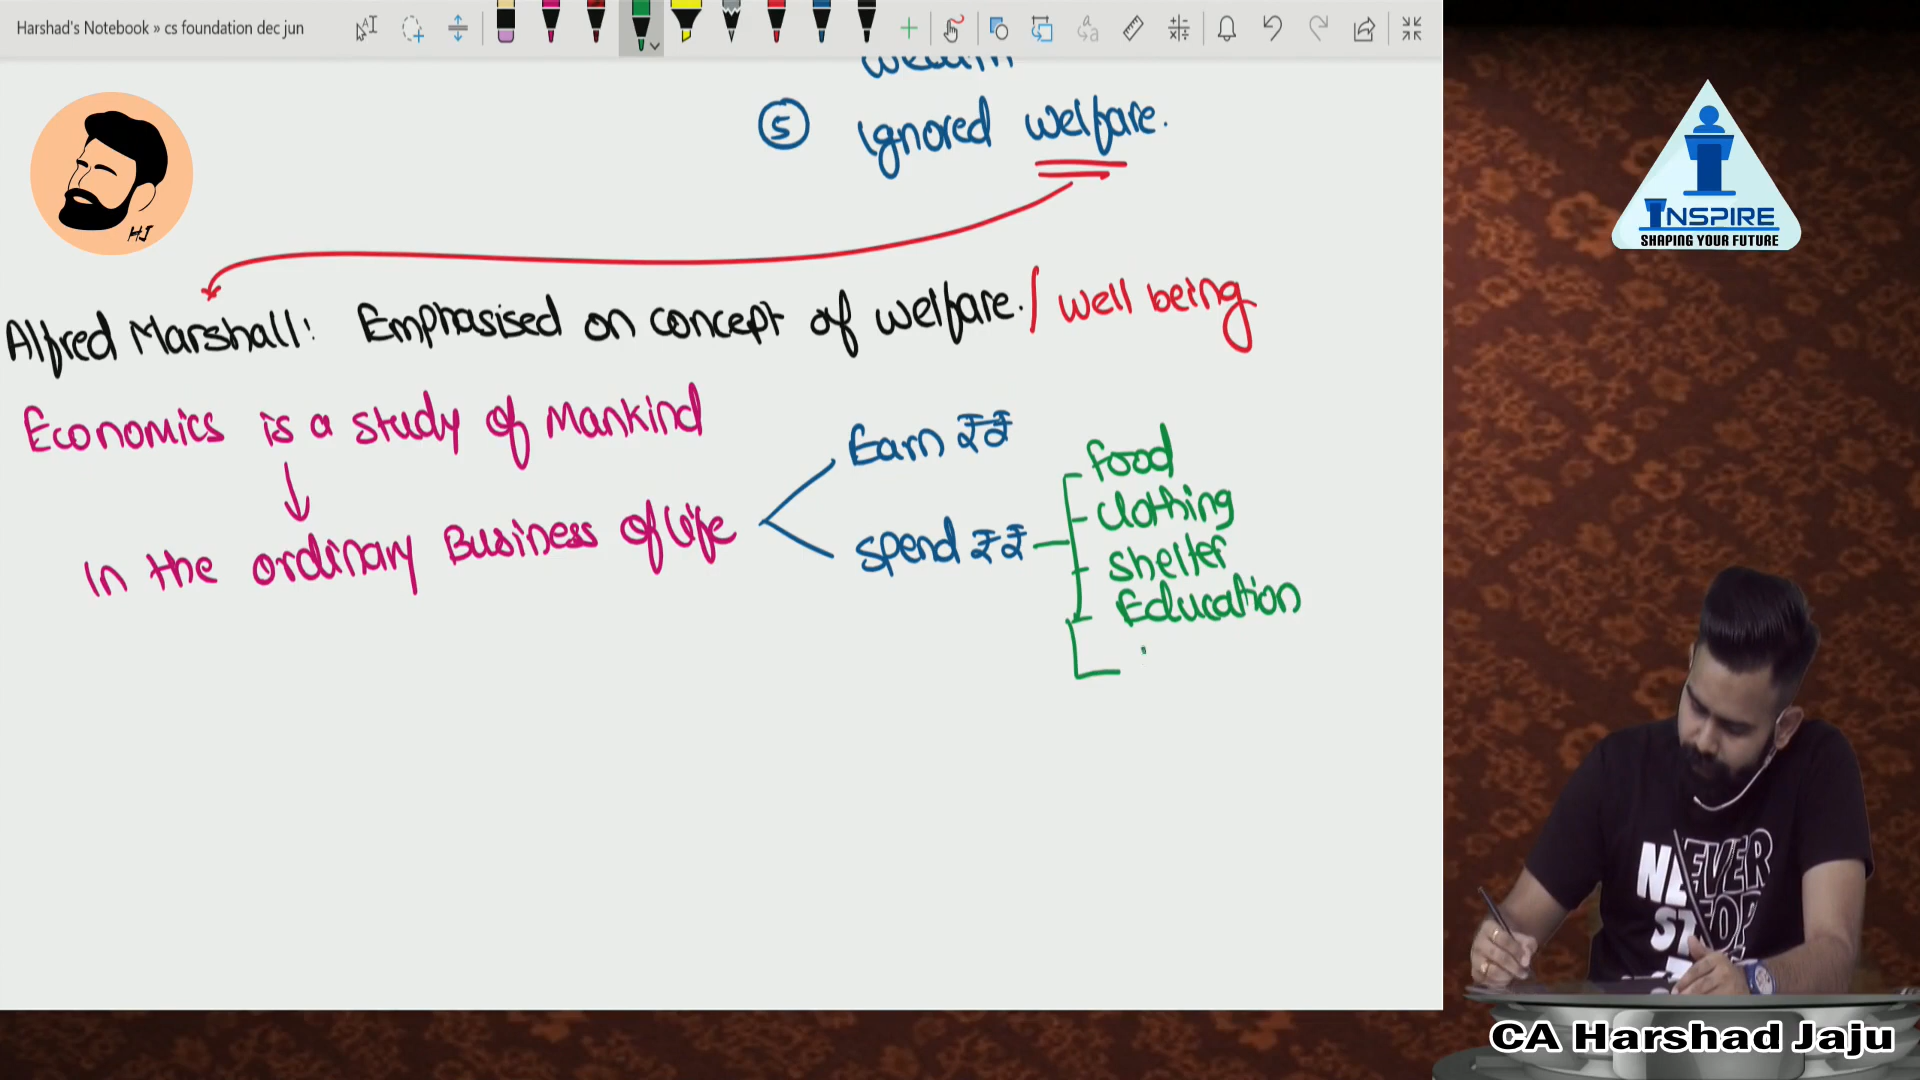 Harshad's Notebook » cs foundation dec jun
wealth
5 ignored welfare.
HJ
INSPIRE
SHAPING YOUR FUTURE
Alfred Marshall: Emphasised on concept of welfare. / well being
Economics is a study of Mankind
in the ordinary Business of life
Earn ₹₹
spend ₹₹
food
clothing
shelter
Education
NEVER
STOP
CA Harshad Jaju